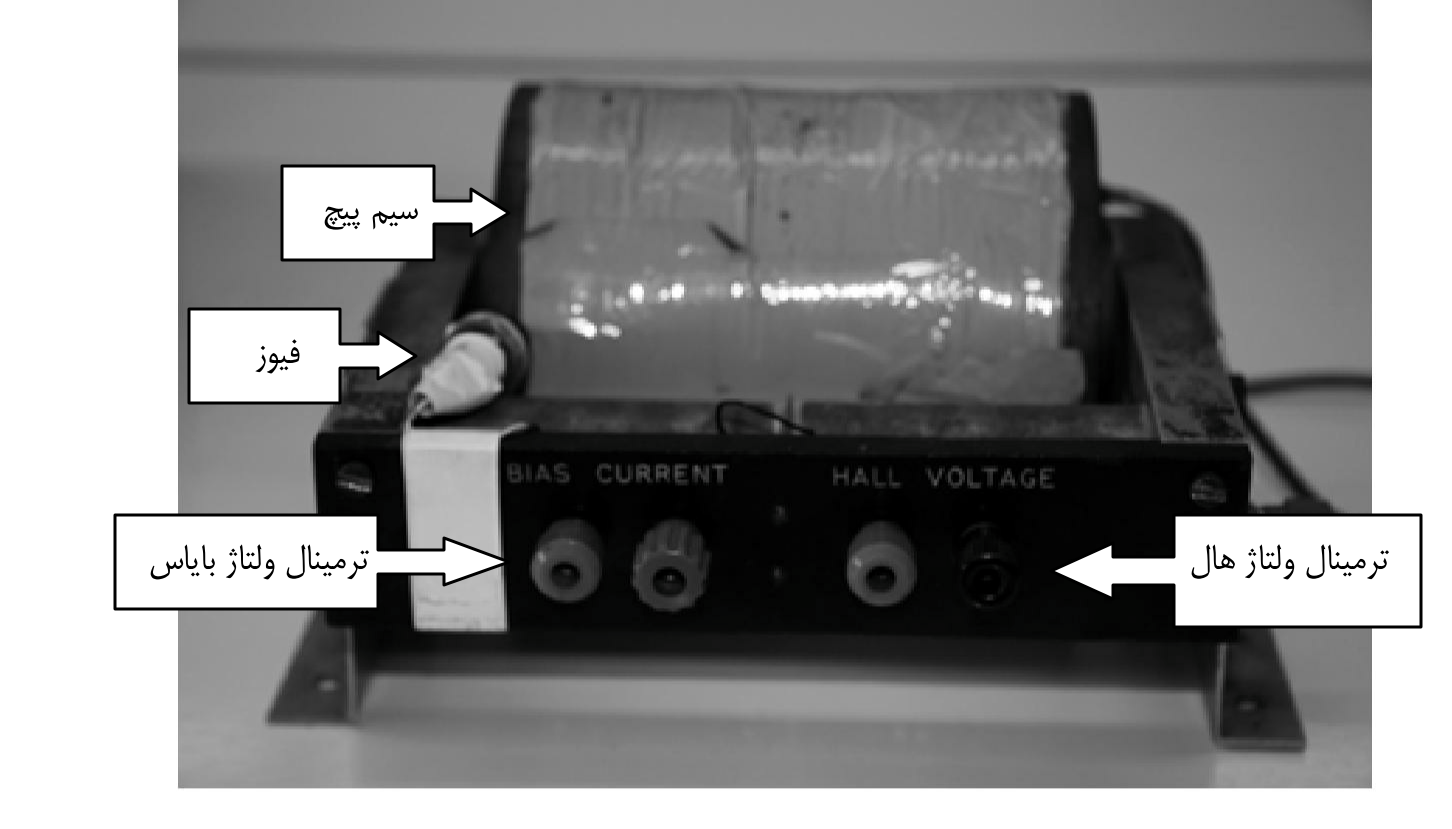 سیم پیچ
فیوز
BIAS CURRENT
HALL VOLTAGE
ترمینال ولتاژ بایاس
ترمینال ولتاژ هال